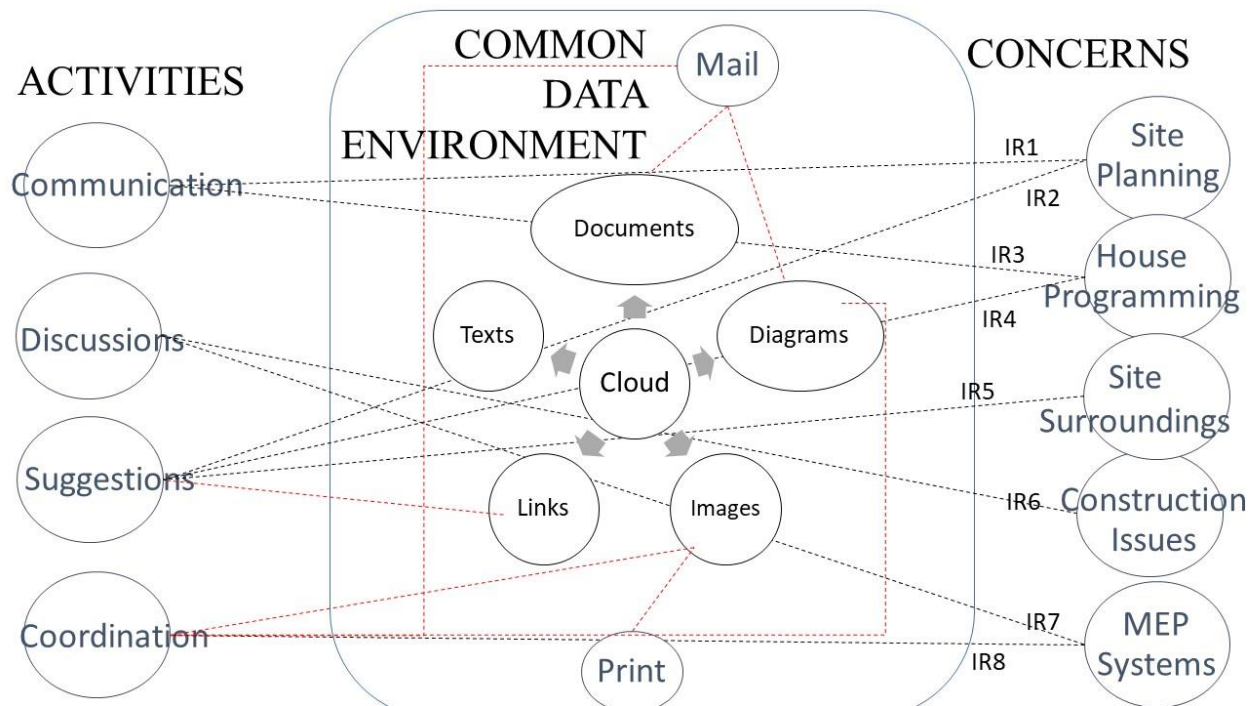 ACTIVITIES
COMMON
DATA
ENVIRONMENT
CONCERNS
Mail
Communication
Discussions
Suggestions
Coordination
Documents
Texts
Diagrams
Cloud
Links
Images
Print
IR1
IR2
IR3
IR4
IR5
IR6
IR7
IR8
Site
Planning
House
Programming
Site
Surroundings
Construction
Issues
MEP
Systems